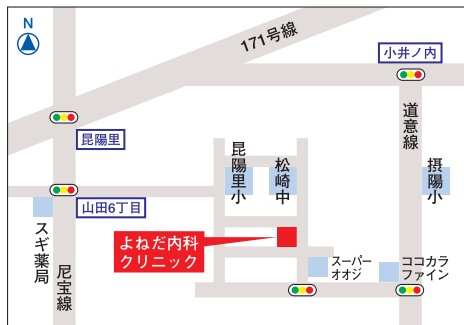 N
171号線
小井ノ内
昆陽里
道意線
昆陽里小
松崎中
摂陽小
山田6丁目
スギ薬局
尼宝線
よねだ内科
クリニック
スーパー
オオジ
ココカラ
ファイン